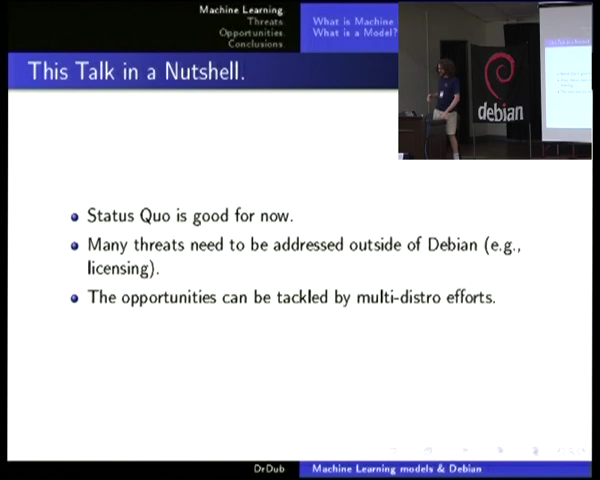 Machine Learning
Threats
Opportunities
Conclusions
What is Machine
What is a Model?
This Talk in a Nutshell.
debian
Status Quo is good for now.
Many threats need to be addressed outside of Debian (e.g.,
licensing).
The opportunities can be tackled by multi-distro efforts.
DrDub
Machine Learning models & Debian